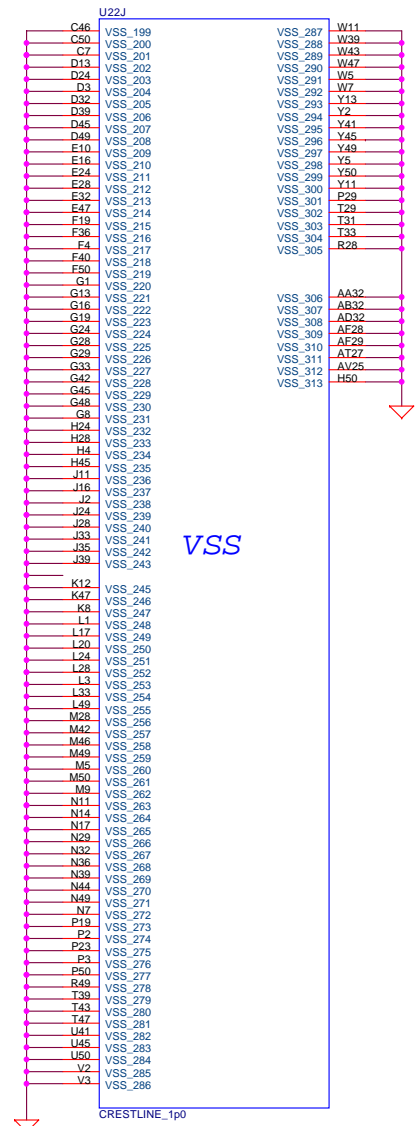 U22J
C46 VSS_199 VSS_287 W11
C50 VSS_200 VSS_288 W39
C7 VSS_201 VSS_289 W43
D13 VSS_202 VSS_290 W47
D24 VSS_203 VSS_291 W5
D3 VSS_204 VSS_292 W7
D32 VSS_205 VSS_293 Y13
D39 VSS_206 VSS_294 Y2
D45 VSS_207 VSS_295 Y41
D49 VSS_208 VSS_296 Y45
E10 VSS_209 VSS_297 Y49
E16 VSS_210 VSS_298 Y5
E24 VSS_211 VSS_299 Y50
E28 VSS_212 VSS_300 Y11
E32 VSS_213 VSS_301 P29
E47 VSS_214 VSS_302 T29
F19 VSS_215 VSS_303 T31
F36 VSS_216 VSS_304 T33
F4 VSS_217 VSS_305 R28
F40 VSS_218
F50 VSS_219
G1 VSS_220
G13 VSS_221 VSS_306 AA32
G16 VSS_222 VSS_307 AB32
G19 VSS_223 VSS_308 AD32
G24 VSS_224 VSS_309 AF28
G28 VSS_225 VSS_310 AF29
G29 VSS_226 VSS_311 AT27
G33 VSS_227 VSS_312 AV25
G42 VSS_228 VSS_313 H50
G45 VSS_229
G48 VSS_230
G8 VSS_231
H24 VSS_232
H28 VSS_233
H4 VSS_234
H45 VSS_235
J11 VSS_236
J16 VSS_237
J2 VSS_238
J24 VSS_239
J28 VSS_240
J33 VSS_241
J35 VSS_242
J39 VSS_243
VSS
K12 VSS_245
K47 VSS_246
K8 VSS_247
L1 VSS_248
L17 VSS_249
L20 VSS_250
L24 VSS_251
L28 VSS_252
L3 VSS_253
L33 VSS_254
L49 VSS_255
M28 VSS_256
M42 VSS_257
M46 VSS_258
M49 VSS_259
M5 VSS_260
M50 VSS_261
M9 VSS_262
N11 VSS_263
N14 VSS_264
N17 VSS_265
N29 VSS_266
N32 VSS_267
N36 VSS_268
N39 VSS_269
N44 VSS_270
N49 VSS_271
N7 VSS_272
P19 VSS_273
P2 VSS_274
P23 VSS_275
P3 VSS_276
P50 VSS_277
R49 VSS_278
T39 VSS_279
T43 VSS_280
T47 VSS_281
U41 VSS_282
U45 VSS_283
U50 VSS_284
V2 VSS_285
V3 VSS_286
CRESTLINE_1p0